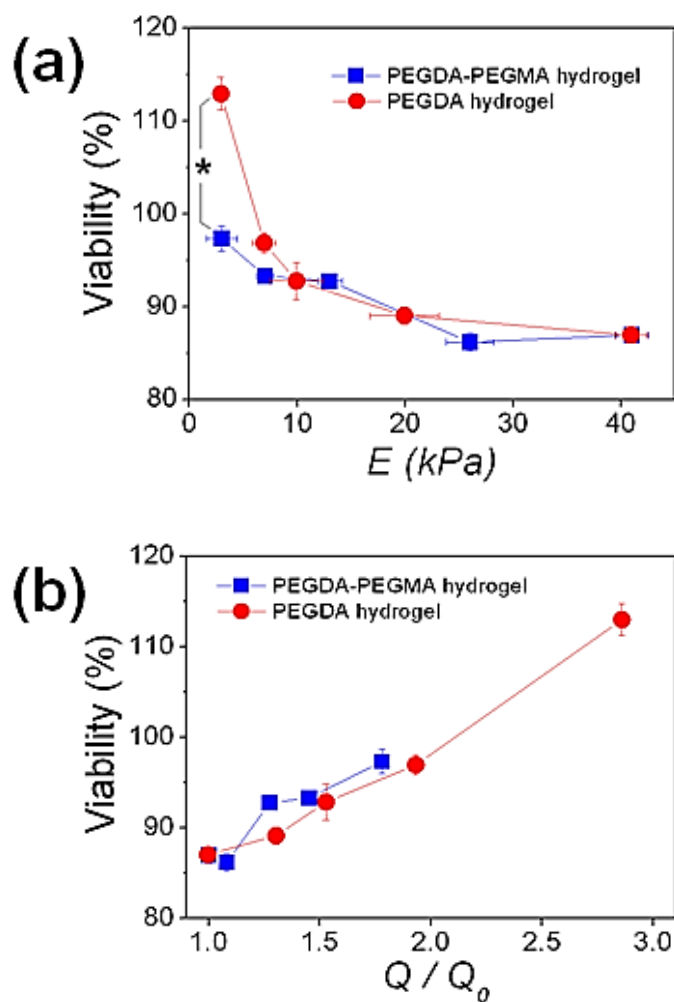 (a)
120
110
100
90
80
Viability (%)
PEGDA-PEGMA hydrogel
PEGDA hydrogel
*
0 10 20 30 40
E (kPa)
(b)
120
110
100
90
80
Viability (%)
PEGDA-PEGMA hydrogel
PEGDA hydrogel
1.0 1.5 2.0 2.5 3.0
Q / Q₀